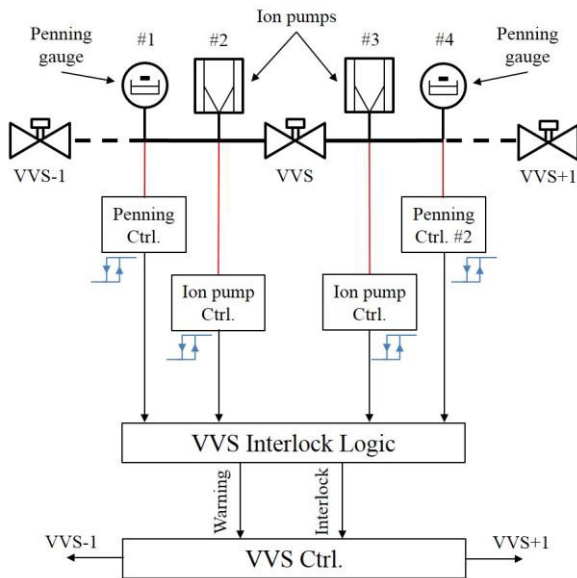 Ion pumps
Penning
gauge
#1
#2
#3
#4
Penning
gauge
VVS-1
VVS
VVS+1
Penning
Ctrl.
Penning
Ctrl. #2
Ion pump
Ctrl.
Ion pump
Ctrl.
VVS Interlock Logic
Warning
Interlock
VVS-1
VVS Ctrl.
VVS+1